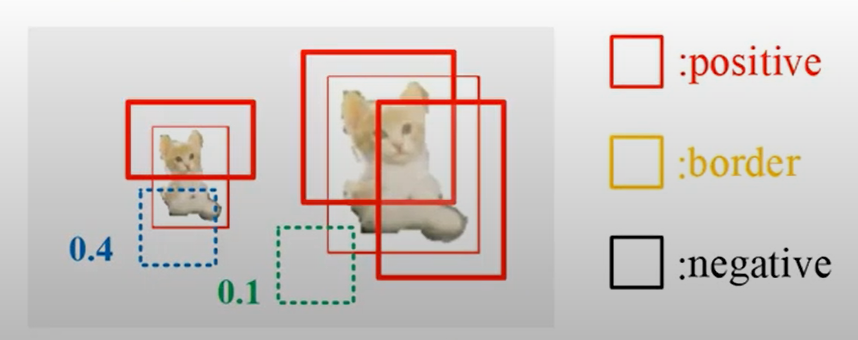 :positive
:border
0.4
0.1
:negative